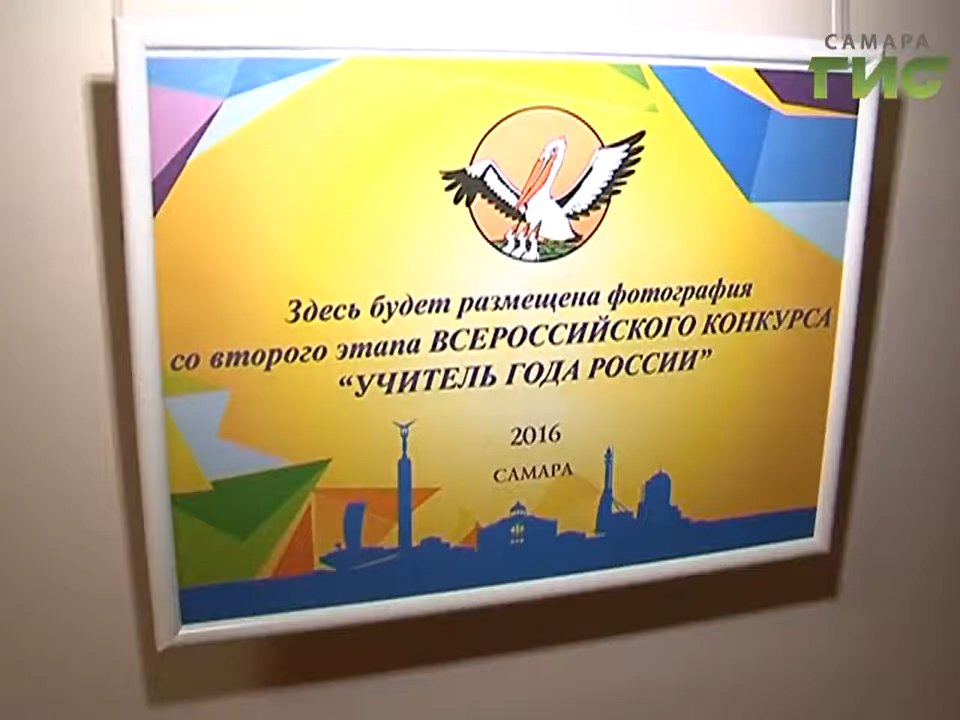 САМАРА
ГИС
Здесь будет размещена фотография
со второго этапа ВСЕРОССИЙСКОГО КОНКУРСА
“УЧИТЕЛЬ ГОДА РОССИИ”
2016
САМАРА